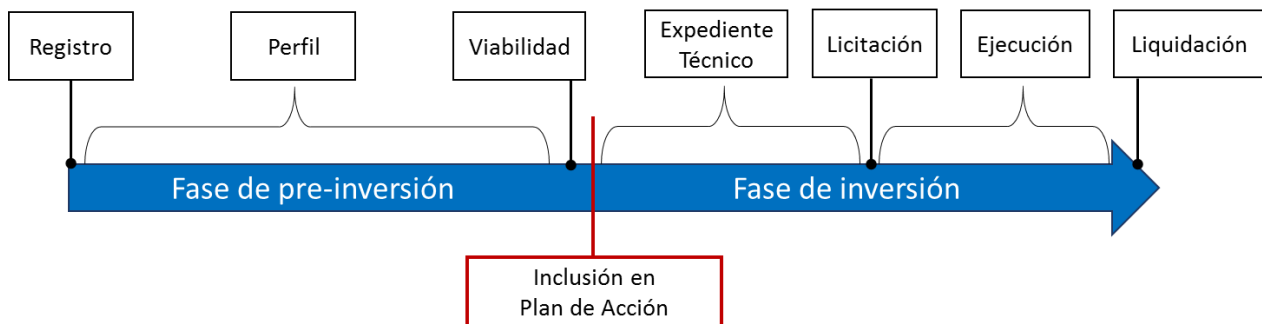 Registro
Perfil
Viabilidad
Expediente
Técnico
Licitación
Ejecución
Liquidación
Fase de pre-inversión
Fase de inversión
Inclusión en
Plan de Acción